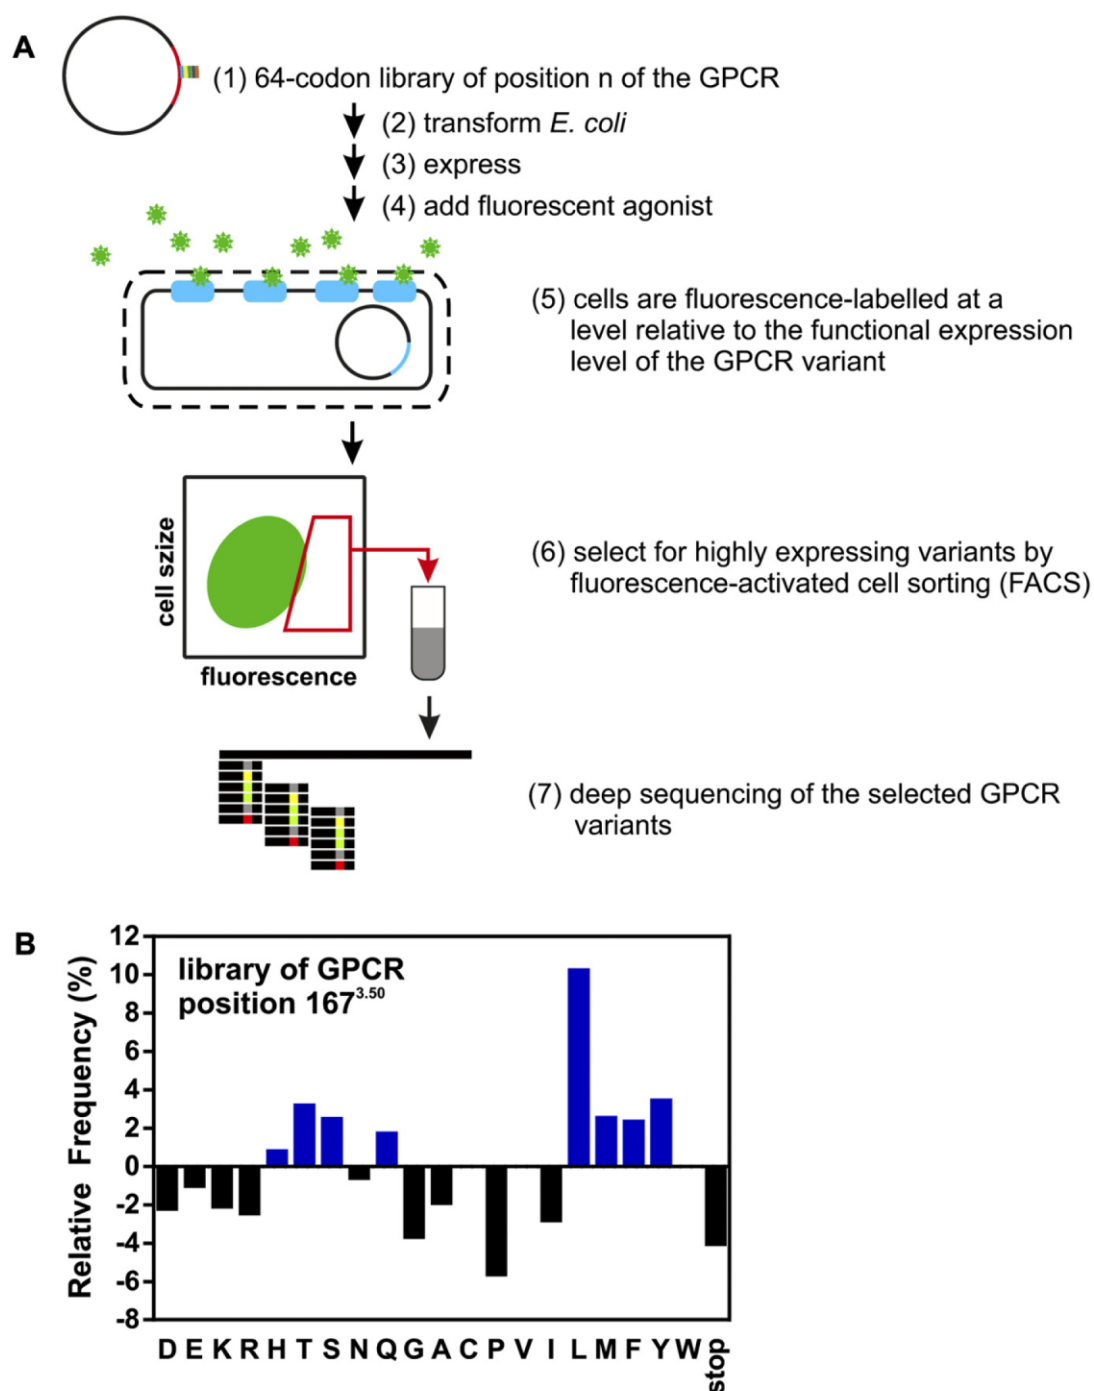 A
(1) 64-codon library of position n of the GPCR
(2) transform E. coli
(3) express
(4) add fluorescent agonist
(5) cells are fluorescence-labelled at a
level relative to the functional expression
level of the GPCR variant
cell szize
fluorescence
(6) select for highly expressing variants by
fluorescence-activated cell sorting (FACS)
(7) deep sequencing of the selected GPCR
variants
B
Relative Frequency (%)
12
10
8
6
4
2
0
-2
-4
-6
-8
library of GPCR
position 167^3.50
D E K R H T S N Q G A C P V I L M F Y W stop